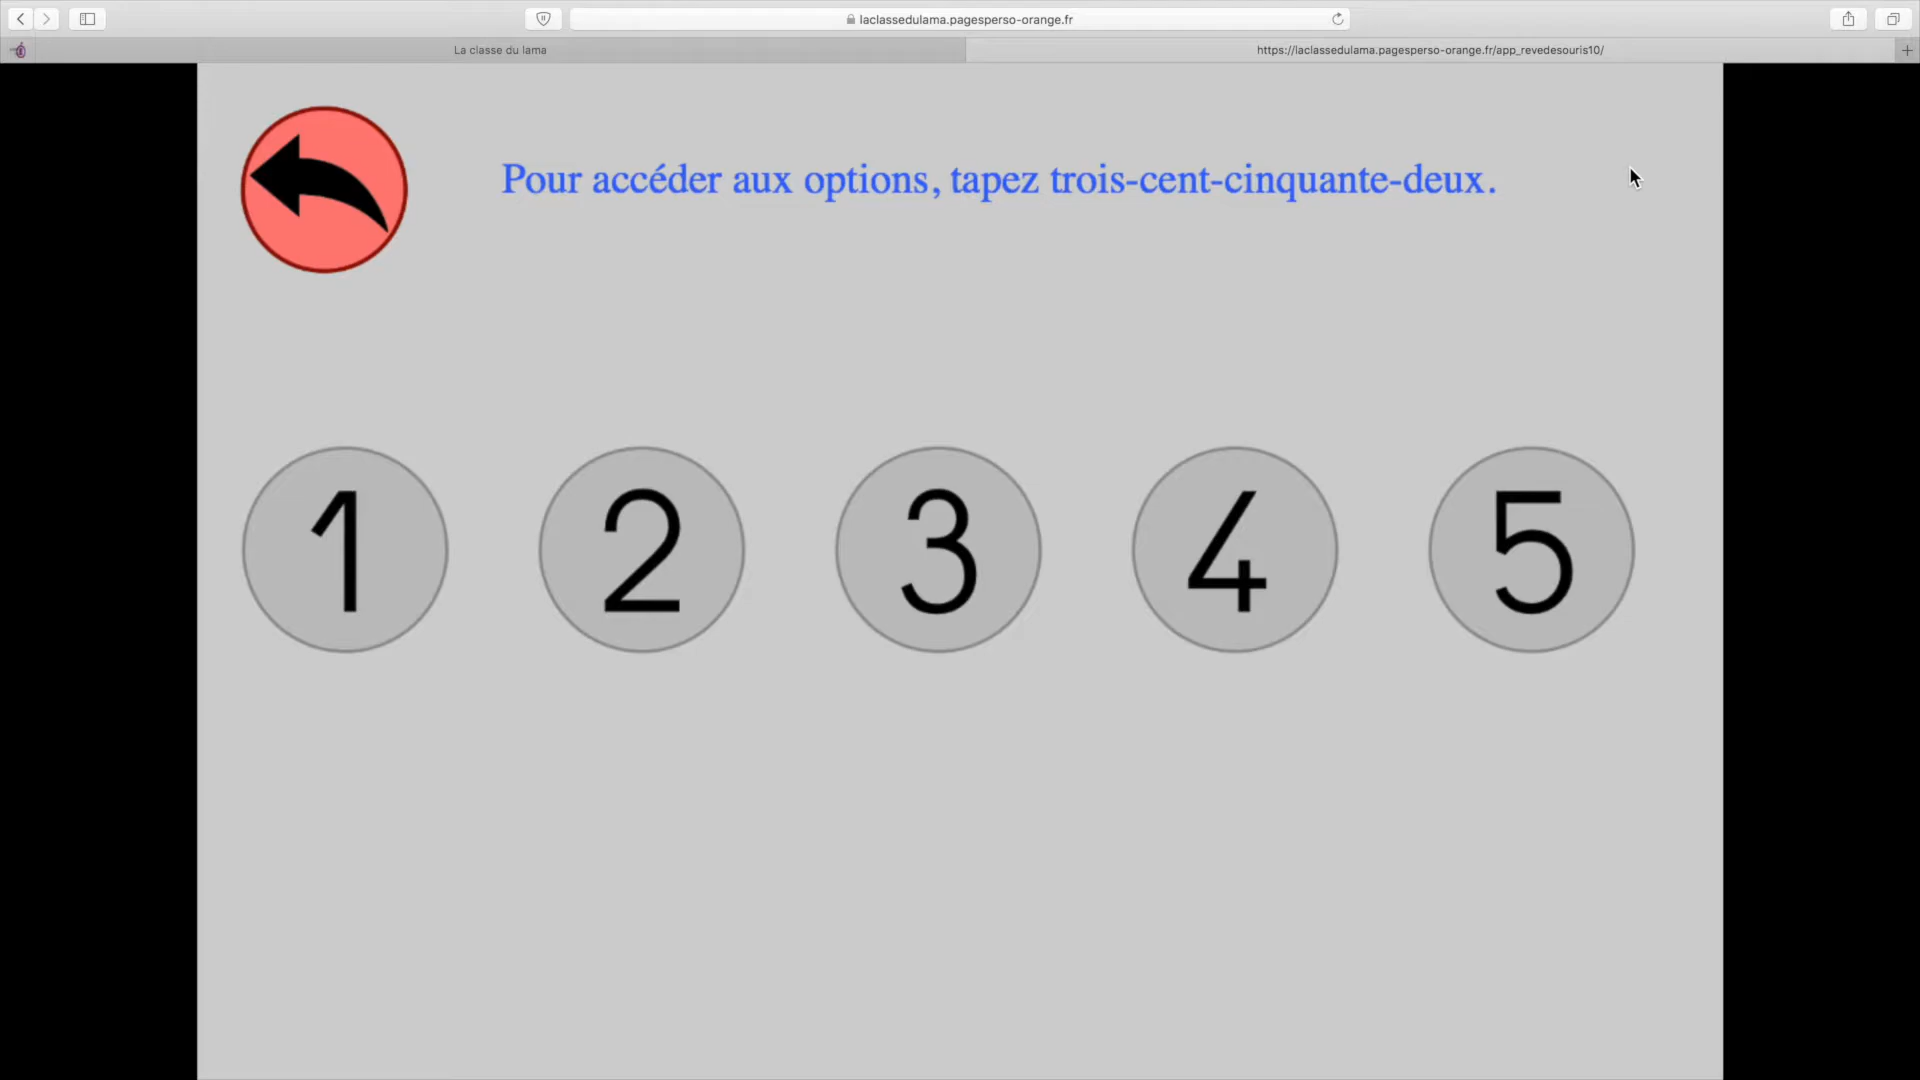 laclassedulama.pagesperso-orange.fr
La classe du lama
https://laclassedulama.pagesperso-orange.fr/app_revedesouris10/
Pour accéder aux options, tapez trois-cent-cinquante-deux.
1 2 3 4 5